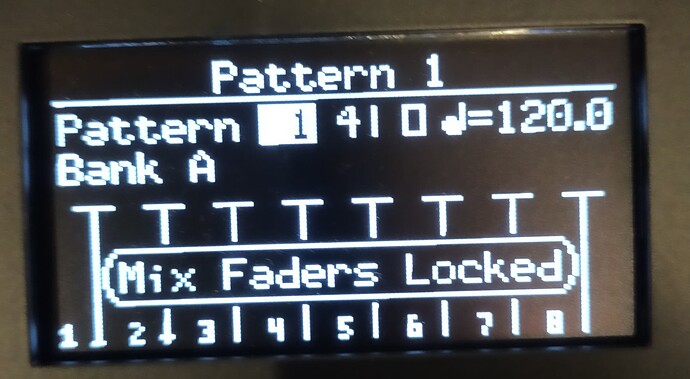 Pattern 1
Pattern 1 4| ♩=120.0
Bank A
Mix Faders Locked
1 2 3 4 5 6 7 8